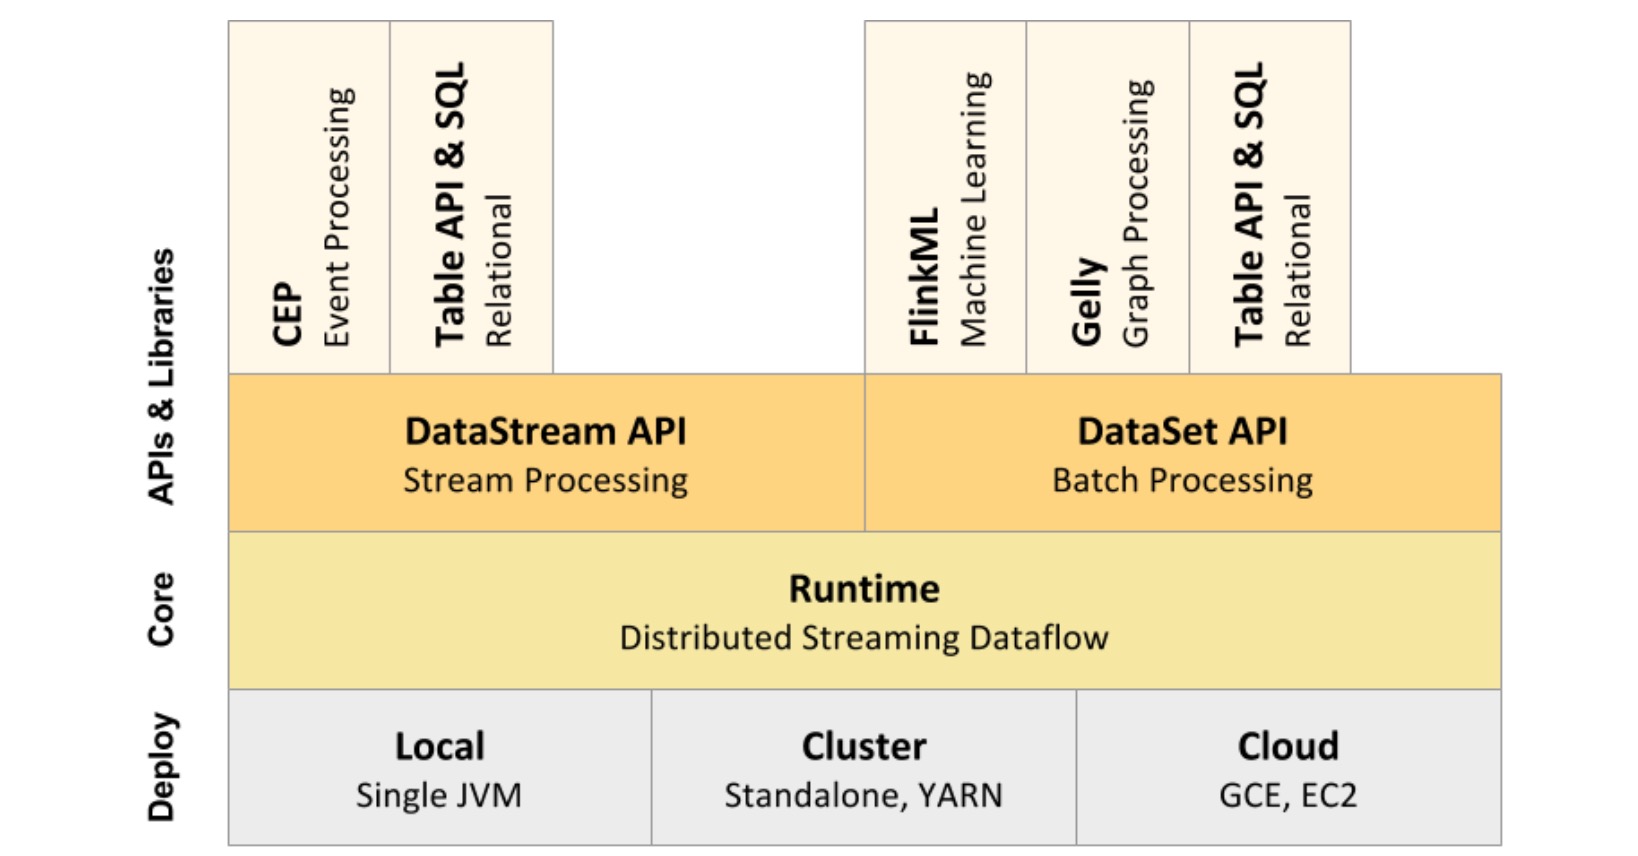 CEP
Event Processing
Table API & SQL
Relational
FlinkML
Machine Learning
Gelly
Graph Processing
Table API & SQL
Relational
APIs & Libraries
DataStream API
Stream Processing
DataSet API
Batch Processing
Core
Runtime
Distributed Streaming Dataflow
Deploy
Local
Single JVM
Cluster
Standalone, YARN
Cloud
GCE, EC2